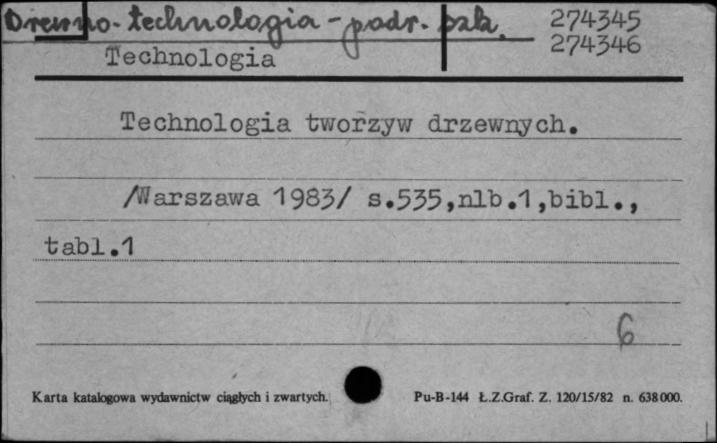 Drewno - technologia - podr. szk. 274345
274346
Technologia
Technologia tworzyw drzewnych.
/Warszawa 1983/ s.535,nlb.1,bibl.,
tabl.1
6
Karta katalogowa wydawnictw ciągłych i zwartych. Pu-B-144 Ł.Z.Graf. Z. 120/15/82 n. 638000.